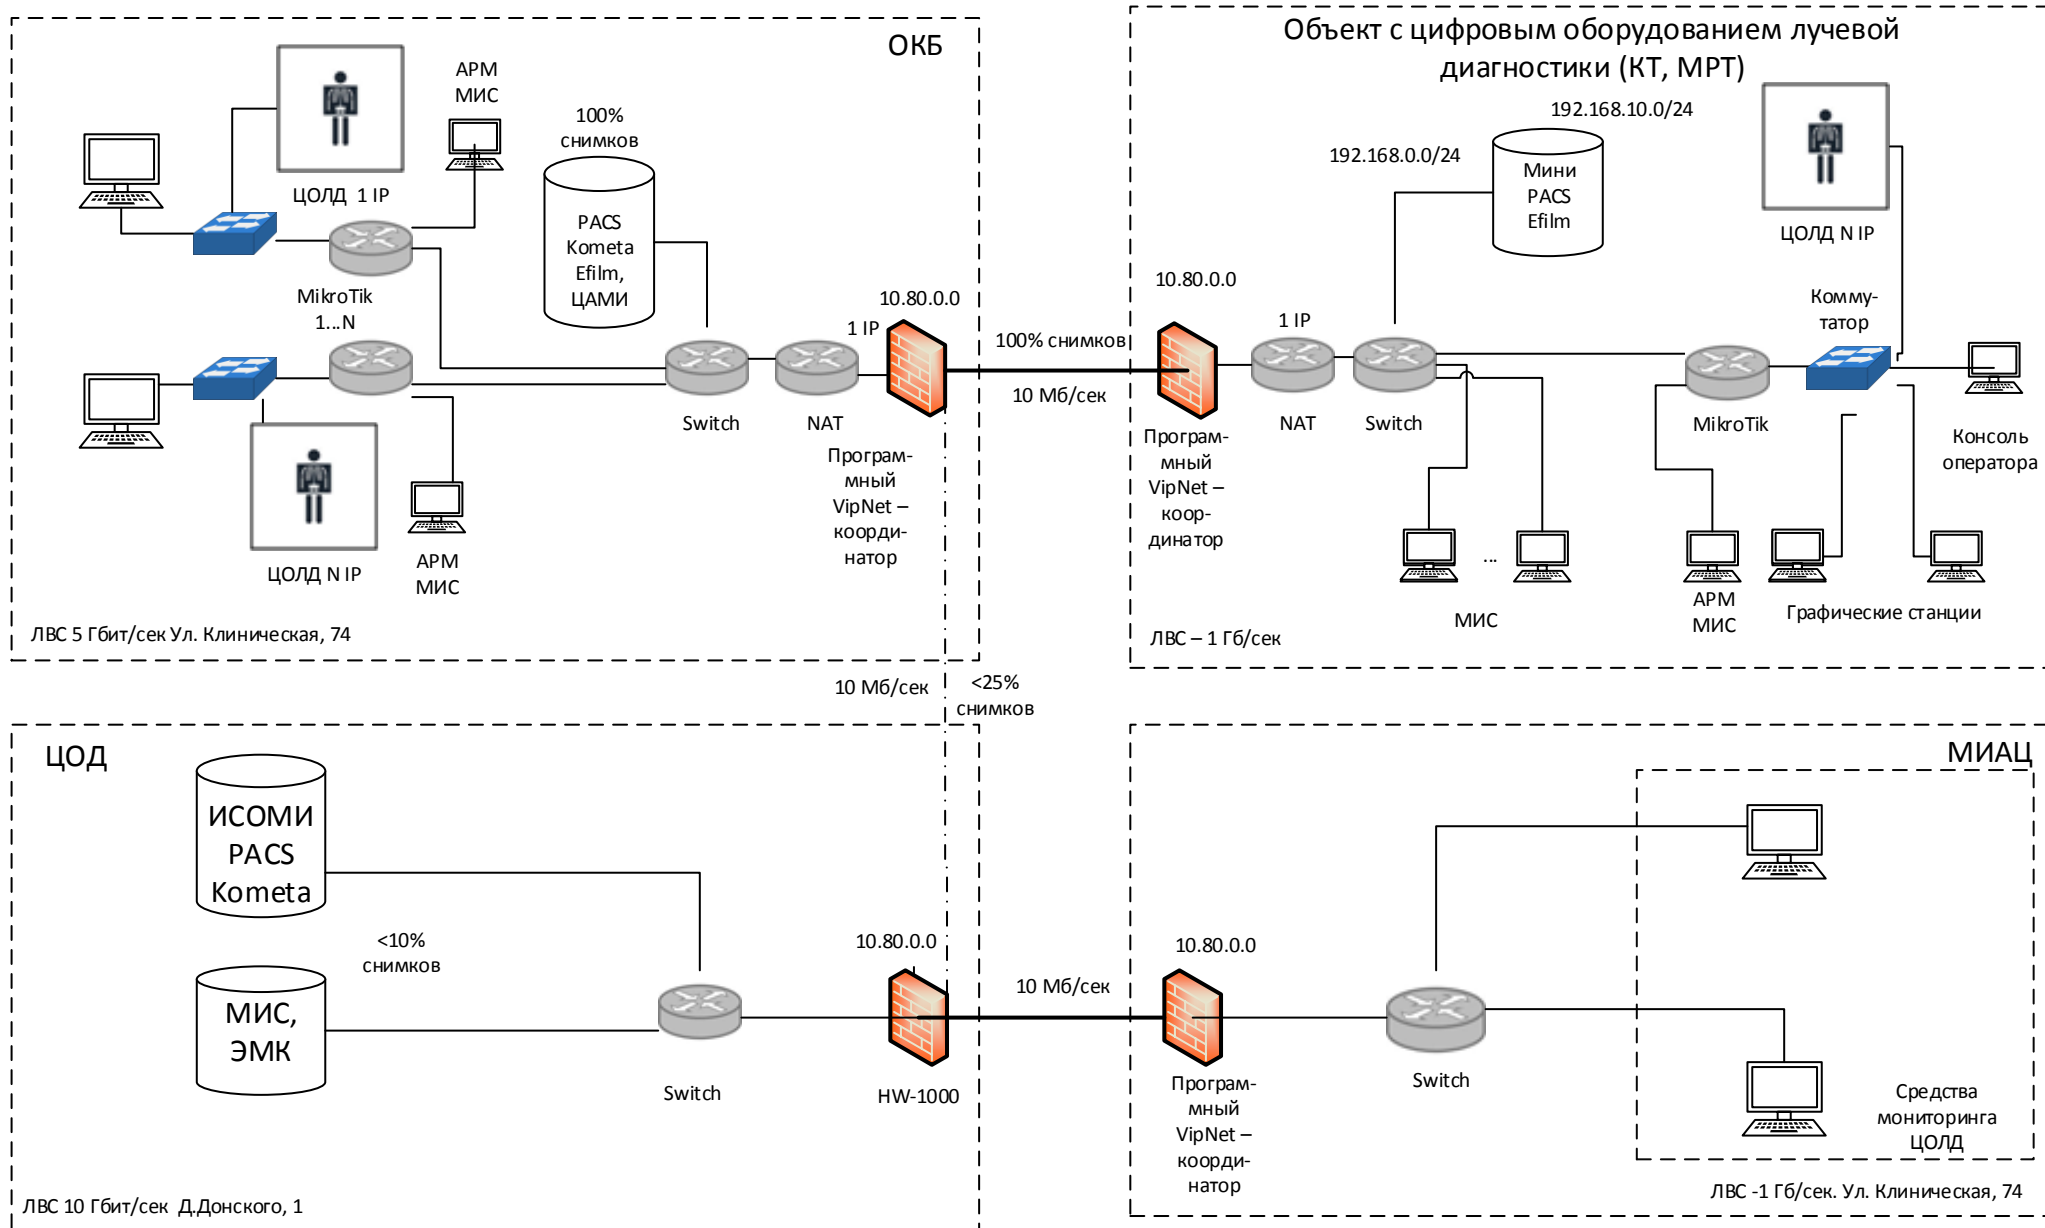 ОКБ
АРМ
МИС
100%
снимков
ЦОЛД  1 IP
PACS
Kometa
Efilm,
ЦАМИ
MikroTik
1...N
10.80.0.0
1 IP
Switch
NAT
Програм-
мный
VipNet –
коорди-
натор
ЦОЛД N IP
АРМ
МИС
ЛВС 5 Гбит/сек Ул. Клиническая, 74
100% снимков
10 Мб/сек
Объект с цифровым оборудованием лучевой
диагностики (КТ, МРТ)
192.168.10.0/24
192.168.0.0/24
Мини
PACS
Efilm
ЦОЛД N IP
10.80.0.0
1 IP
Комму-
татор
NAT
Switch
MikroTik
Консоль
оператора
Програм-
мный
VipNet –
коор-
динатор
...
МИС
АРМ
МИС
Графические станции
ЛВС – 1 Гб/сек
10 Мб/сек
<25%
снимков
ЦОД
ИСОМИ
PACS
Kometa
<10%
снимков
МИС,
ЭМК
10.80.0.0
Switch
HW-1000
ЛВС 10 Гбит/сек  Д.Донского, 1
10 Мб/сек
МИАЦ
10.80.0.0
Switch
Програм-
мный
VipNet –
коорди-
натор
Средства
мониторинга
ЦОЛД
ЛВС -1 Гб/сек. Ул. Клиническая, 74